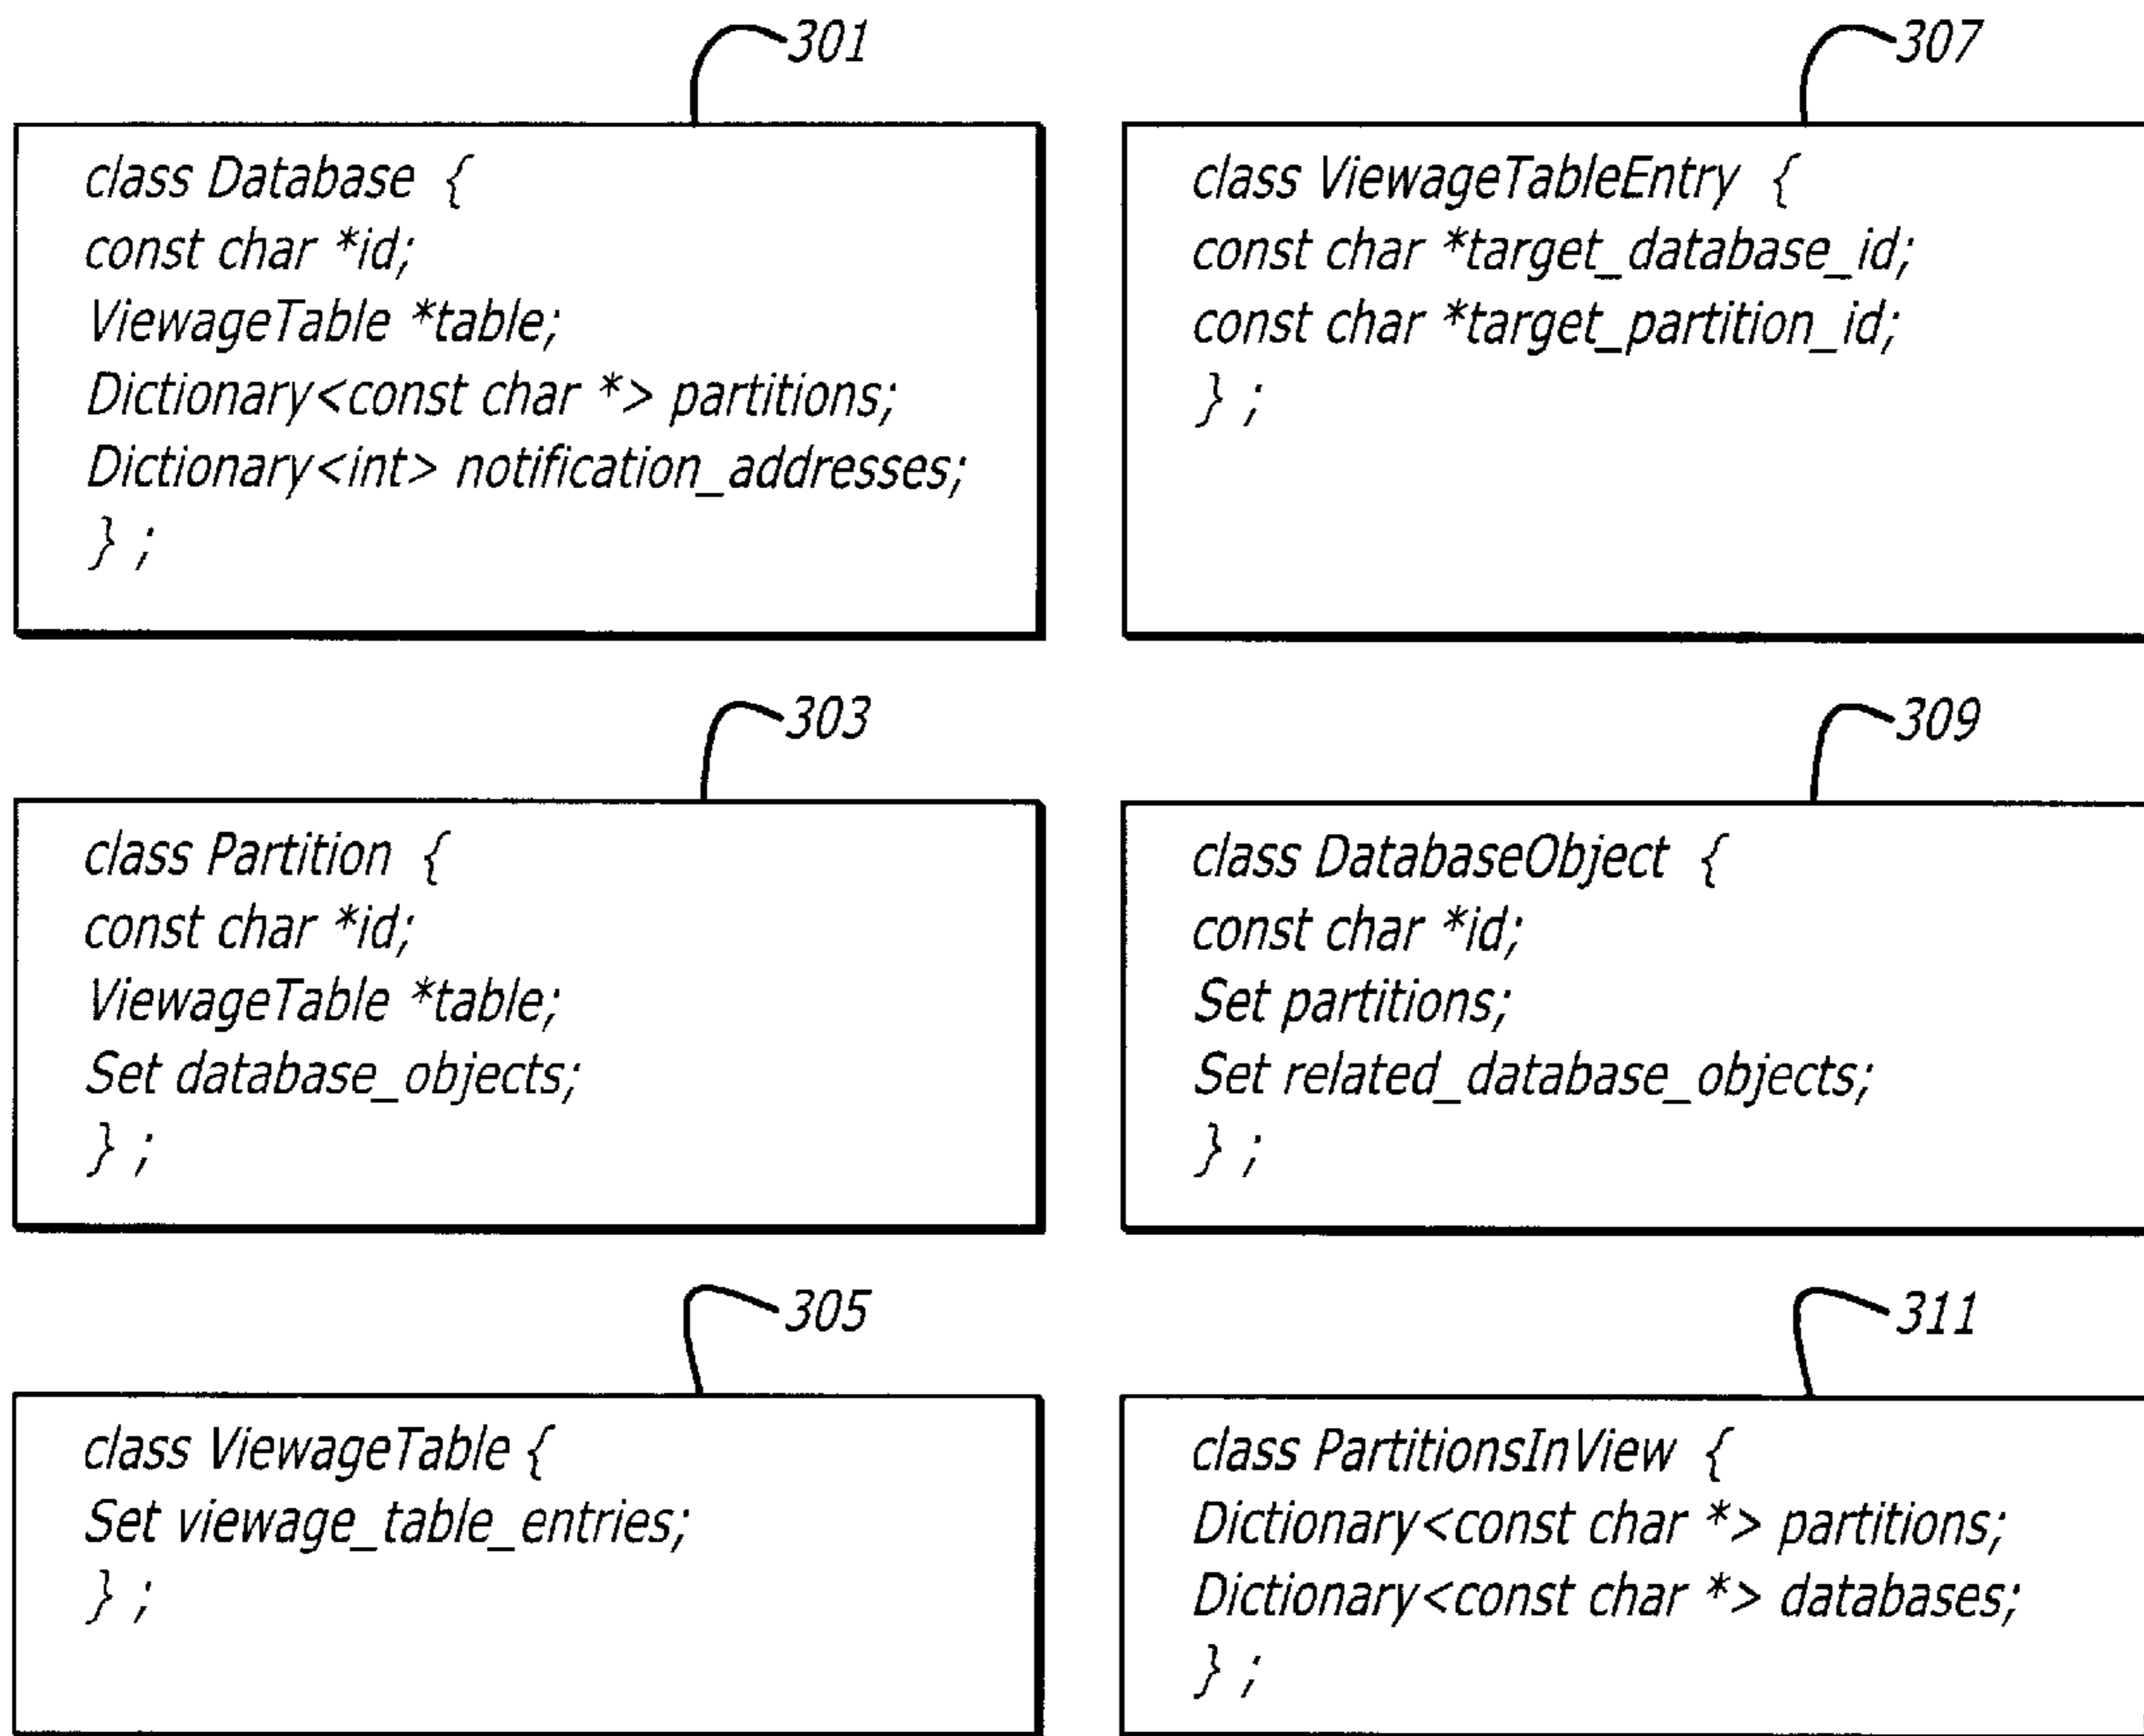 301
class Database {
const char *id;
ViewageTable *table;
Dictionary<const char *> partitions;
Dictionary<int> notification_addresses;
} ;
307
class ViewageTableEntry {
const char *target_database_id;
const char *target_partition_id;
} ;
303
class Partition {
const char *id;
ViewageTable *table;
Set database_objects;
} ;
309
class DatabaseObject {
const char *id;
Set partitions;
Set related_database_objects;
} ;
305
class ViewageTable {
Set viewage_table_entries;
} ;
311
class PartitionsInView {
Dictionary<const char *> partitions;
Dictionary<const char *> databases;
} ;